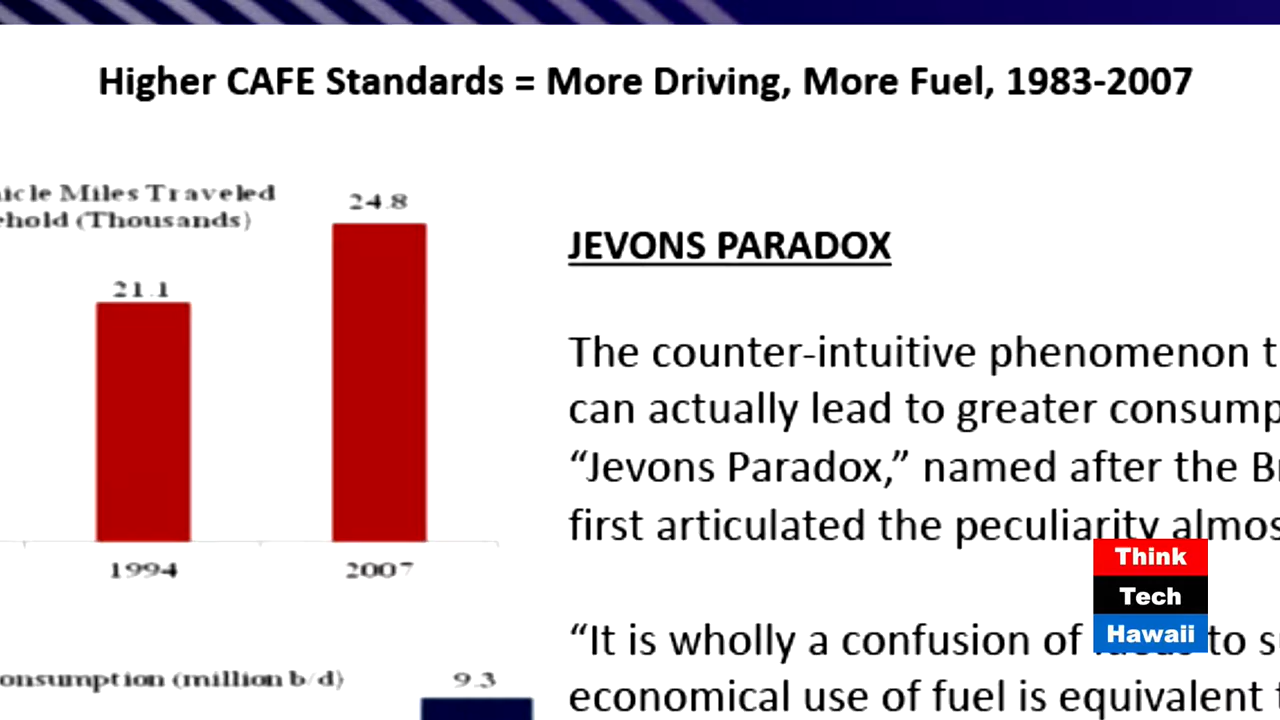 Higher CAFE Standards = More Driving, More Fuel, 1983-2007
Miles Traveled
(Thousands)
24.8
21.1
1994
2007
(million b/d)
9.3
JEVONS PARADOX
The counter-intuitive phenomenon
can actually lead to greater
“Jevons Paradox,” named after the
first articulated the peculiarity
“It is wholly a confusion of to
economical use of fuel is equivalent
Think
Tech
Hawaii